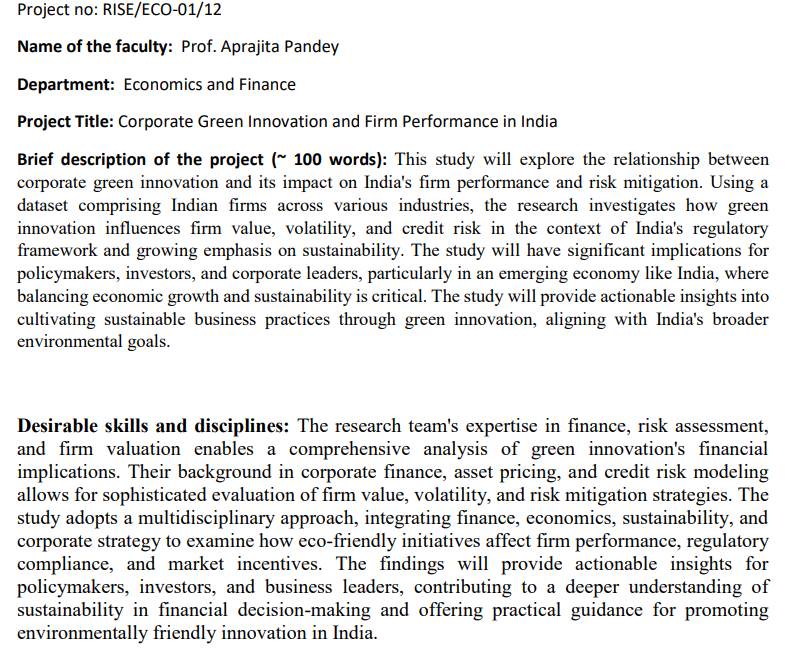 Project no: RISE/ECO-01/12
Name of the faculty: Prof. Aprajita Pandey
Department: Economics and Finance
Project Title: Corporate Green Innovation and Firm Performance in India
Brief description of the project (~ 100 words): This study will explore the relationship between
corporate green innovation and its impact on India's firm performance and risk mitigation. Using a
dataset comprising Indian firms across various industries, the research investigates how green
innovation influences firm value, volatility, and credit risk in the context of India's regulatory
framework and growing emphasis on sustainability. The study will have significant implications for
policymakers, investors, and corporate leaders, particularly in an emerging economy like India, where
balancing economic growth and sustainability is critical. The study will provide actionable insights into
cultivating sustainable business practices through green innovation, aligning with India's broader
environmental goals.
Desirable skills and disciplines: The research team's expertise in finance, risk assessment,
and firm valuation enables a comprehensive analysis of green innovation's financial
implications. Their background in corporate finance, asset pricing, and credit risk modeling
allows for sophisticated evaluation of firm value, volatility, and risk mitigation strategies. The
study adopts a multidisciplinary approach, integrating finance, economics, sustainability, and
corporate strategy to examine how eco-friendly initiatives affect firm performance, regulatory
compliance, and market incentives. The findings will provide actionable insights for
policymakers, investors, and business leaders, contributing to a deeper understanding of
sustainability in financial decision-making and offering practical guidance for promoting
environmentally friendly innovation in India.